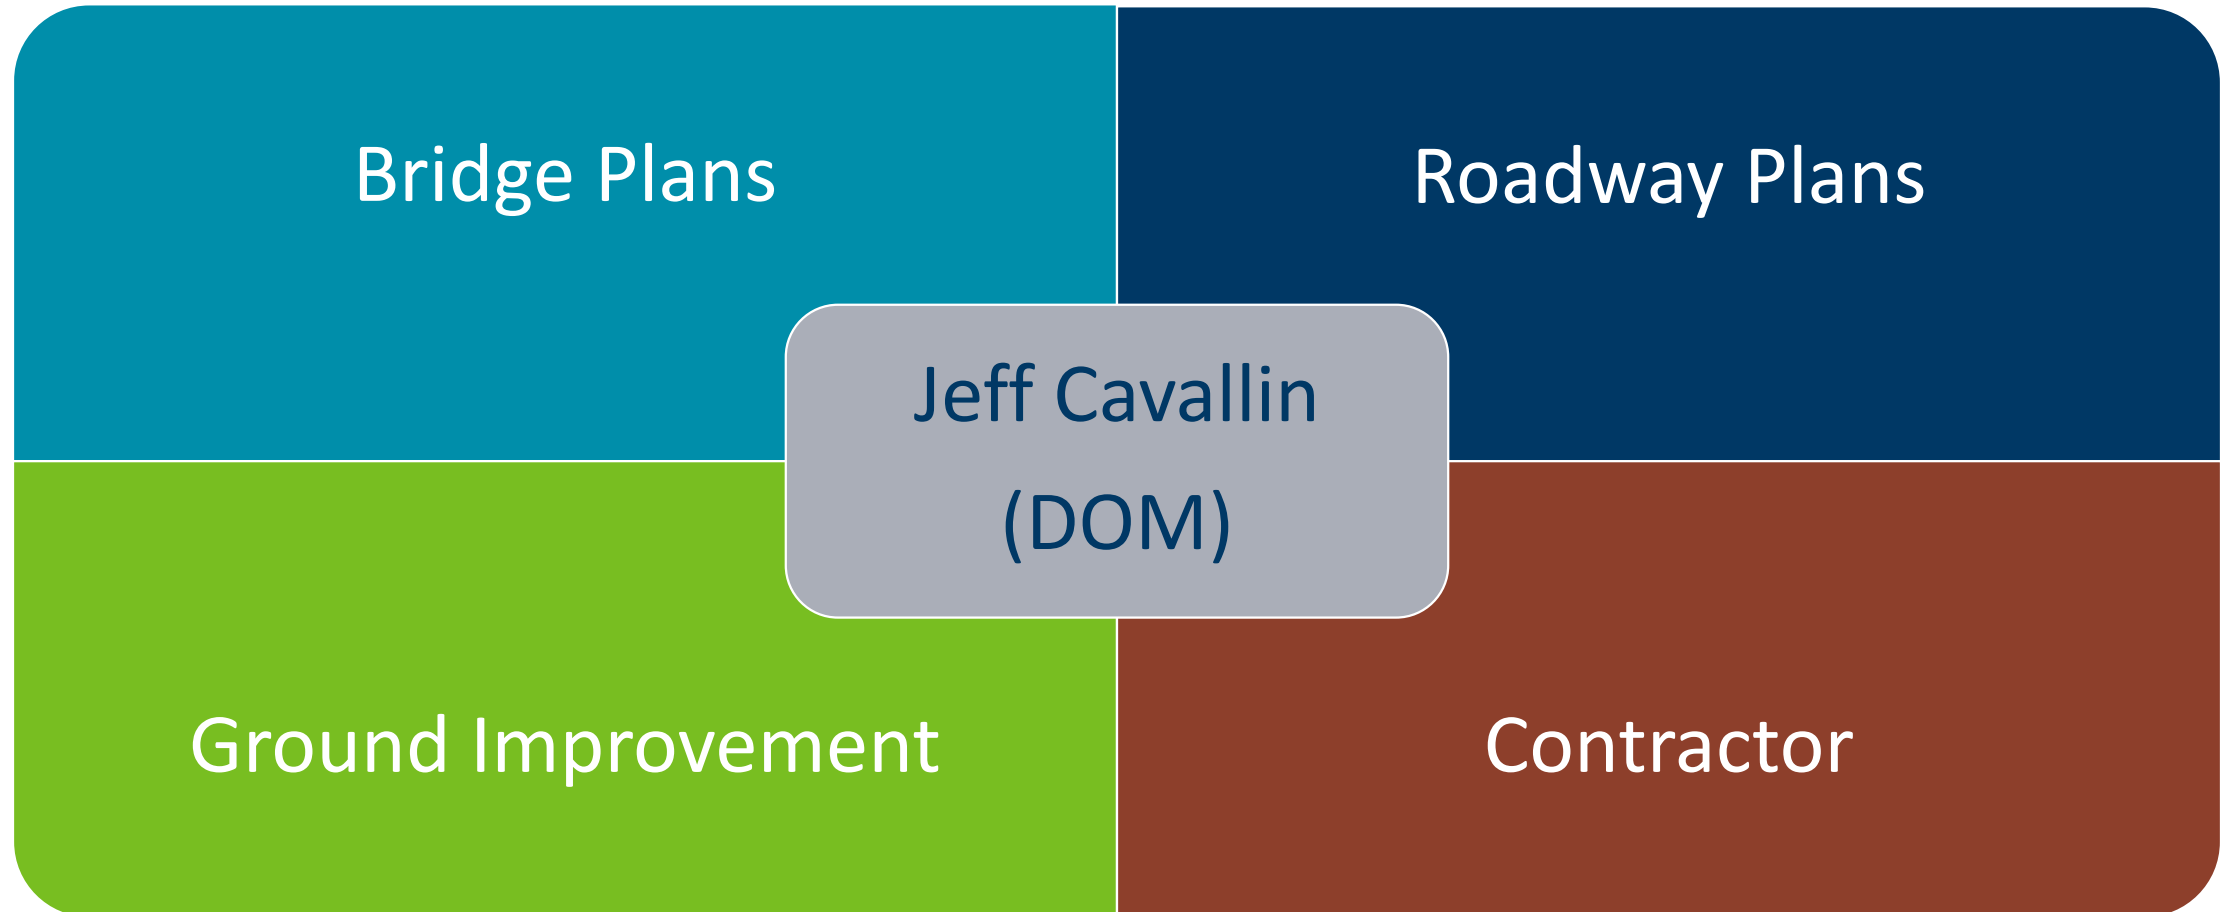 Bridge Plans
Roadway Plans
Jeff Cavallin
(DOM)
Ground Improvement
Contractor